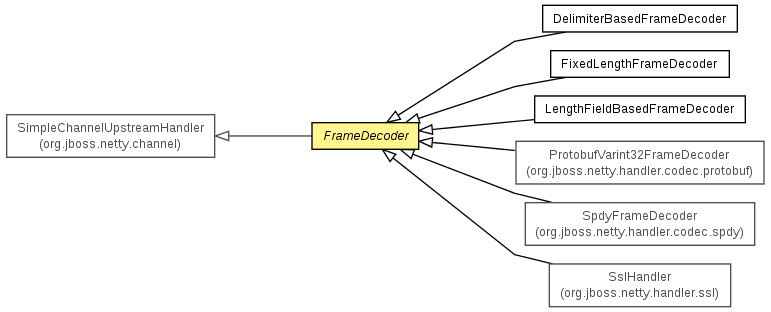 DelimiterBasedFrameDecoder
FixedLengthFrameDecoder
LengthFieldBasedFrameDecoder
SimpleChannelUpstreamHandler
(org.jboss.netty.channel)
FrameDecoder
ProtobufVarint32FrameDecoder
(org.jboss.netty.handler.codec.protobuf)
SpdyFrameDecoder
(org.jboss.netty.handler.codec.spdy)
SslHandler
(org.jboss.netty.handler.ssl)